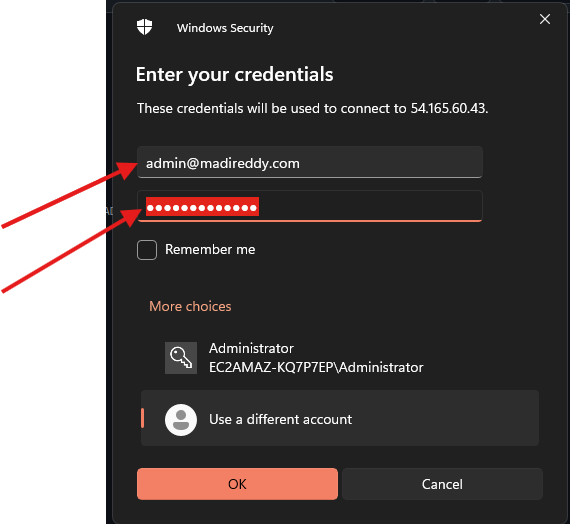 Windows Security
Enter your credentials
These credentials will be used to connect to 54.165.60.43.
admin@madireddy.com
●●●●●●●●●●●●●
Remember me
More choices
Administrator
EC2AMAZ-KQ7P7EP\Administrator
Use a different account
OK
Cancel